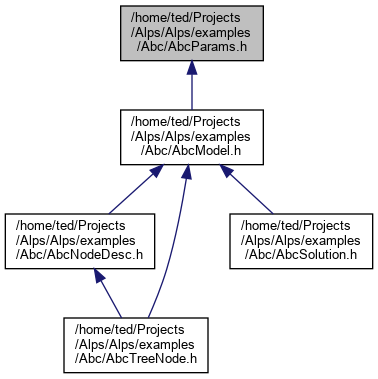 /home/ted/Projects
/Alps/Alps/examples
/Abc/AbcParams.h
/home/ted/Projects
/Alps/Alps/examples
/Abc/AbcModel.h
/home/ted/Projects
/Alps/Alps/examples
/Abc/AbcNodeDesc.h
/home/ted/Projects
/Alps/Alps/examples
/Abc/AbcSolution.h
/home/ted/Projects
/Alps/Alps/examples
/Abc/AbcTreeNode.h